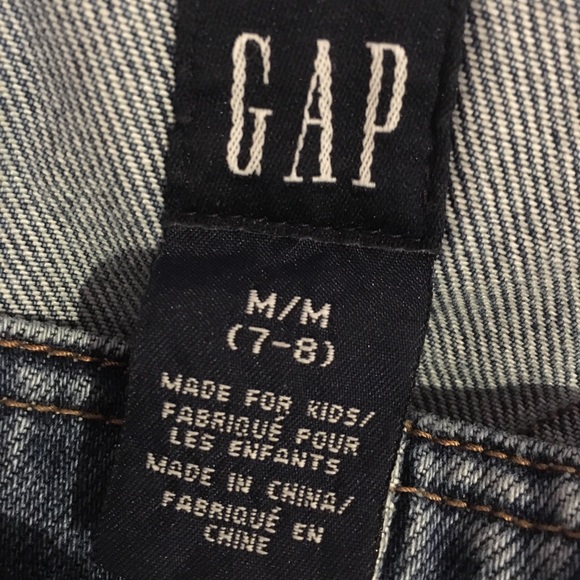 GAP
M/M
(7-8)
MADE FOR KIDS/
FABRIQUÉ POUR
LES ENFANTS
MADE IN CHINA/
FABRIQUÉ EN
CHINE